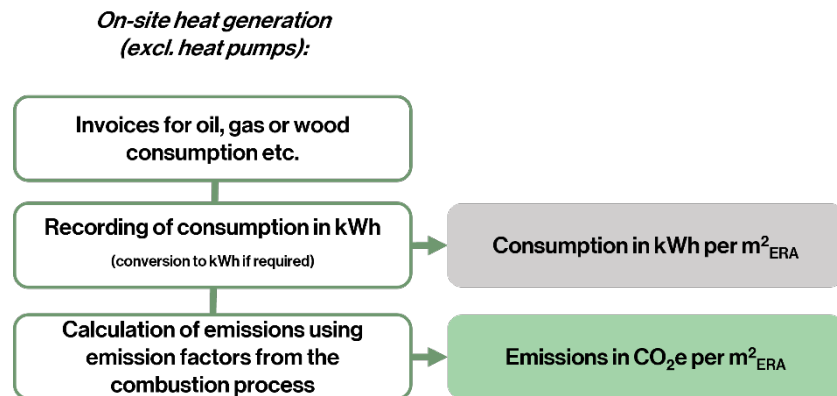 On-site heat generation
(excl. heat pumps):
Invoices for oil, gas or wood
consumption etc.
Recording of consumption in kWh
(conversion to kWh if required)
Consumption in kWh per m²ERA
Calculation of emissions using
emission factors from the
combustion process
Emissions in CO₂e per m²ERA